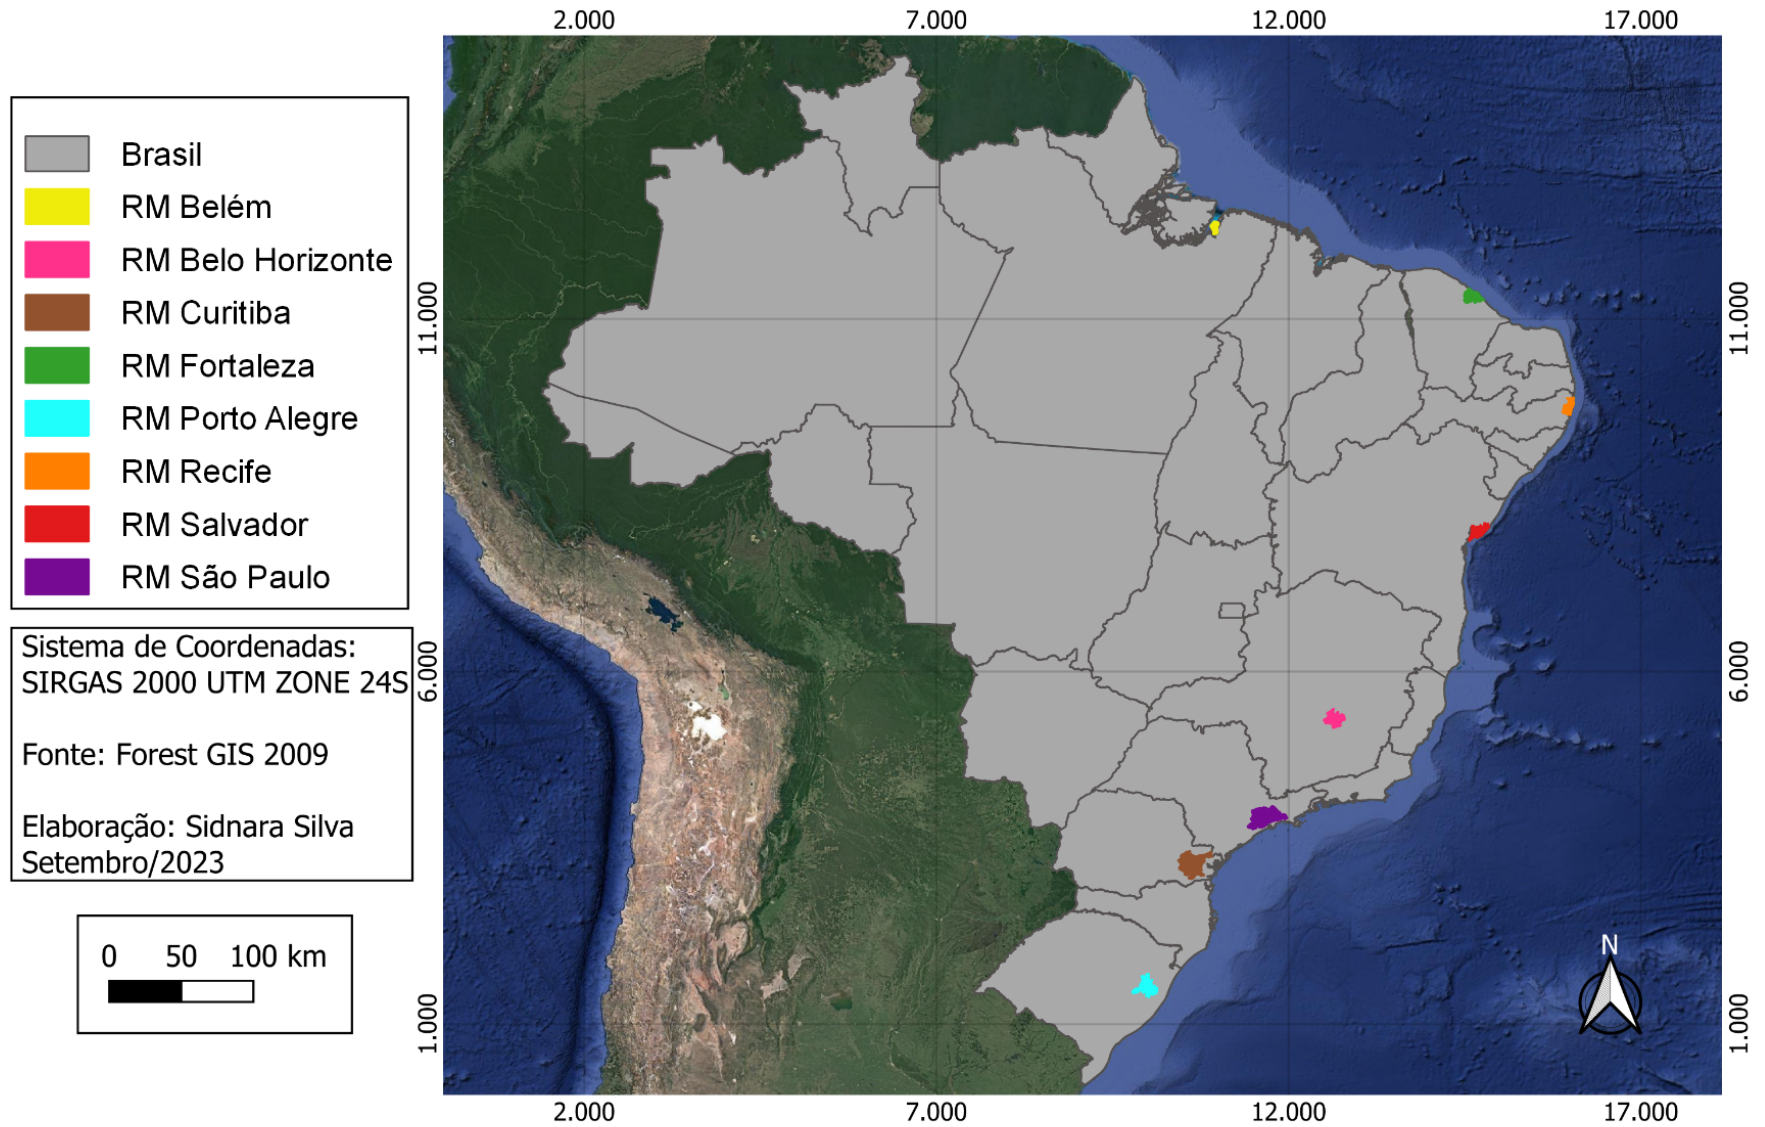 2.000 7.000 12.000 17.000
Brasil
RM Belém
RM Belo Horizonte
RM Curitiba
RM Fortaleza
RM Porto Alegre
RM Recife
RM Salvador
RM São Paulo
Sistema de Coordenadas:
SIRGAS 2000 UTM ZONE 24S
Fonte: Forest GIS 2009
Elaboração: Sidnara Silva
Setembro/2023
0 50 100 km
11.000
6.000
1.000
11.000
6.000
1.000
N
2.000 7.000 12.000 17.000